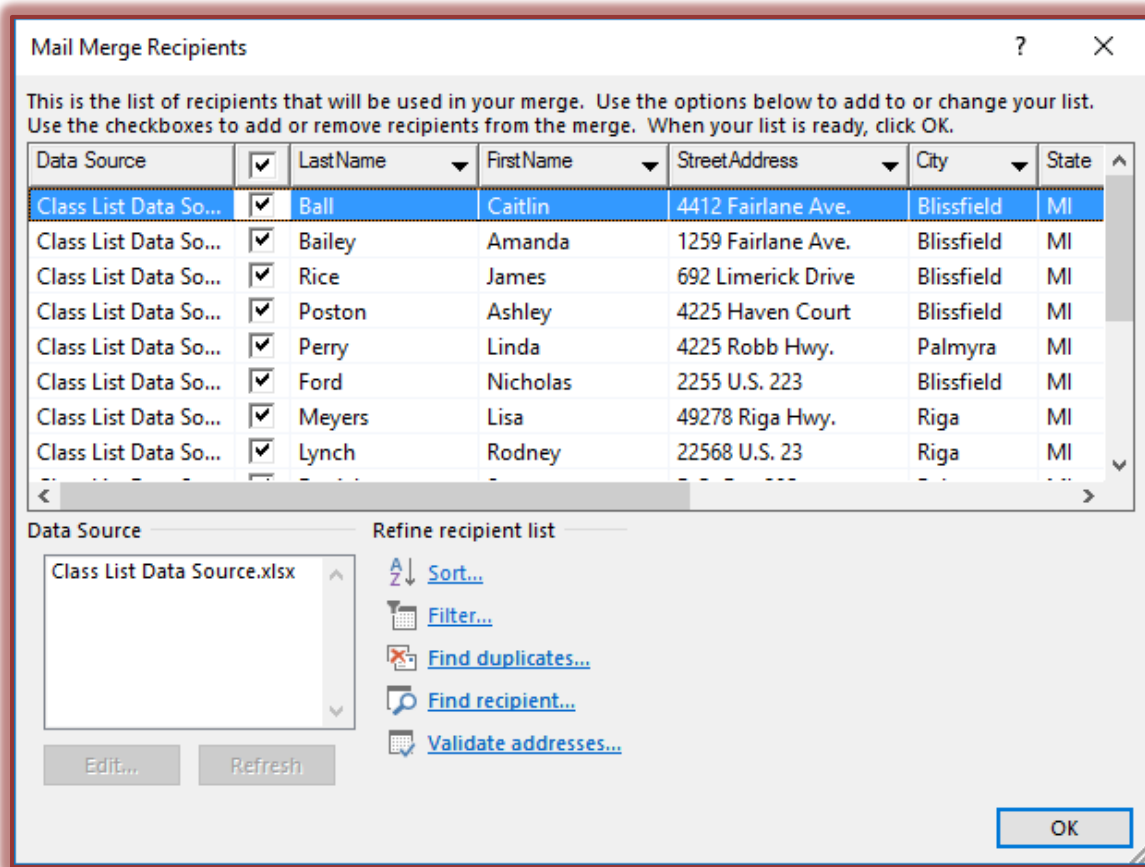 Mail Merge Recipients ?
This is the list of recipients that will be used in your merge. Use the options below to add to or change your list.
Use the checkboxes to add or remove recipients from the merge. When your list is ready, click OK.
Data Source LastName FirstName StreetAddress City State
Class List Data So... Ball Caitlin 4412 Fairlane Ave. Blissfield MI
Class List Data So... Bailey Amanda 1259 Fairlane Ave. Blissfield MI
Class List Data So... Rice James 692 Limerick Drive Blissfield MI
Class List Data So... Poston Ashley 4225 Haven Court Blissfield MI
Class List Data So... Perry Linda 4225 Robb Hwy. Palmyra MI
Class List Data So... Ford Nicholas 2255 U.S. 223 Blissfield MI
Class List Data So... Meyers Lisa 49278 Riga Hwy. Riga MI
Class List Data So... Lynch Rodney 22568 U.S. 23 Riga MI
Data Source Refine recipient list
Class List Data Source.xlsx
Sort...
Filter...
Find duplicates...
Find recipient...
Validate addresses...
Edit... Refresh
OK